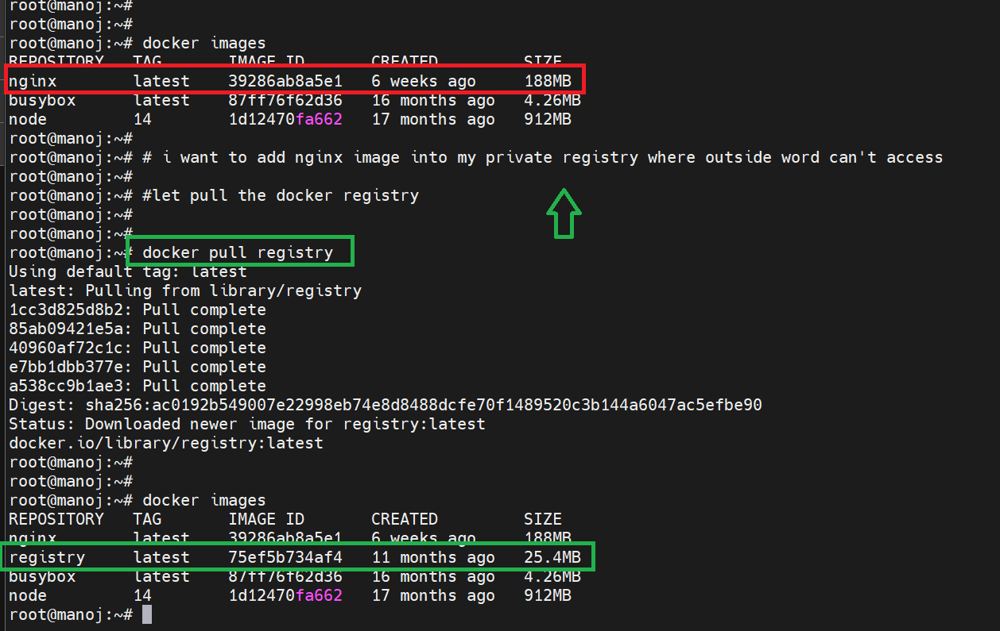 root@manoj:~#
root@manoj:~#
root@manoj:~# docker images
REPOSITORY   TAG       IMAGE ID       CREATED         SIZE
nginx        latest    39286ab8a5e1   6 weeks ago     188MB
busybox      latest    87ff76f62d36   16 months ago   4.26MB
node         14        1d12470fa662   17 months ago   912MB
root@manoj:~#
root@manoj:~# # i want to add nginx image into my private registry where outside word can't access
root@manoj:~#
root@manoj:~# #let pull the docker registry
root@manoj:~#
root@manoj:~#
root@manoj:~# docker pull registry
Using default tag: latest
latest: Pulling from library/registry
1cc3d825d8b2: Pull complete
85ab09421e5a: Pull complete
40960af72c1c: Pull complete
e7bb1dbb377e: Pull complete
a538cc9b1ae3: Pull complete
Digest: sha256:ac0192b549007e22998eb74e8d8488dcfe70f1489520c3b144a6047ac5efbe90
Status: Downloaded newer image for registry:latest
docker.io/library/registry:latest
root@manoj:~#
root@manoj:~#
root@manoj:~# docker images
REPOSITORY   TAG       IMAGE ID       CREATED         SIZE
nginx        latest    39286ab8a5e1   6 weeks ago     188MB
registry     latest    75ef5b734af4   11 months ago   25.4MB
busybox      latest    87ff76f62d36   16 months ago   4.26MB
node         14        1d12470fa662   17 months ago   912MB
root@manoj:~#